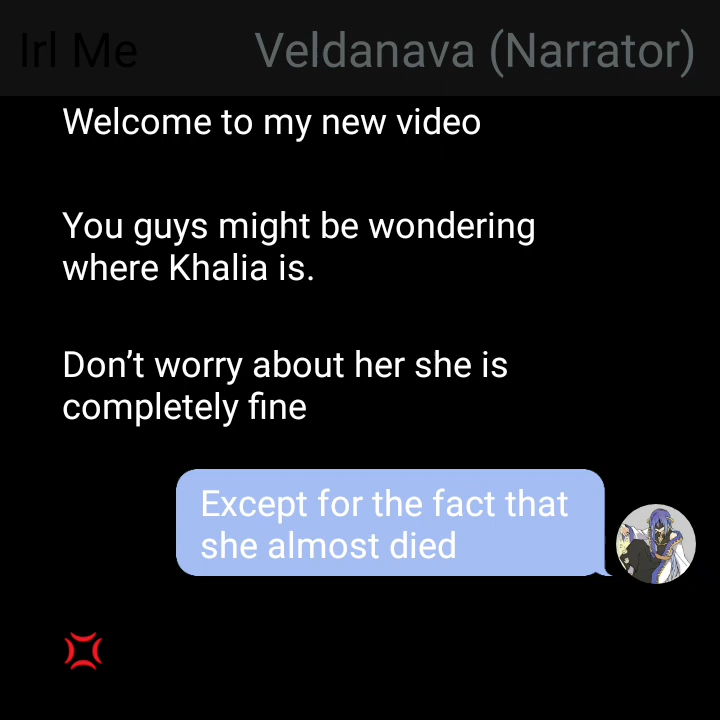 Irl Me
Veldanava (Narrator)
Welcome to my new video
You guys might be wondering
where Khalia is.
Don’t worry about her she is
completely fine
Except for the fact that
she almost died
💢